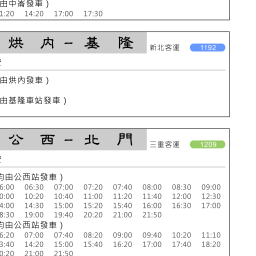 由中崙發車 )
1:20 14:20 17:00 17:30
烘 內 – 基 隆
新北客運 1192
由烘內發車 )
由基隆車站發車 )
公 西 – 北 門
三重客運 1209
均由公西站發車 )
6:00 06:30 07:00 07:20 07:40 08:00 08:30 09:00
0:00 10:20 10:40 11:00 11:20 11:40 12:00 12:30
4:00 14:30 15:00 15:20 15:40 16:00 16:30 17:00
8:30 19:00 19:40 20:20 21:00 21:50
均由公西站發車 )
6:20 07:00 07:40 08:20 09:00 09:40 10:20 11:10
3:40 14:20 15:00 15:40 16:20 17:00 17:40 18:20
0:20 21:00 21:50